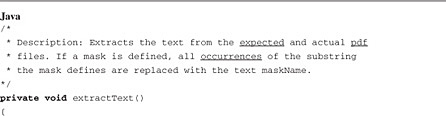 Java
/*
* Description: Extracts the text from the expected and actual pdf
* files. If a mask is defined, all occurrences of the substring
* the mask defines are replaced with the text maskName.
*/
private void extractText()
{